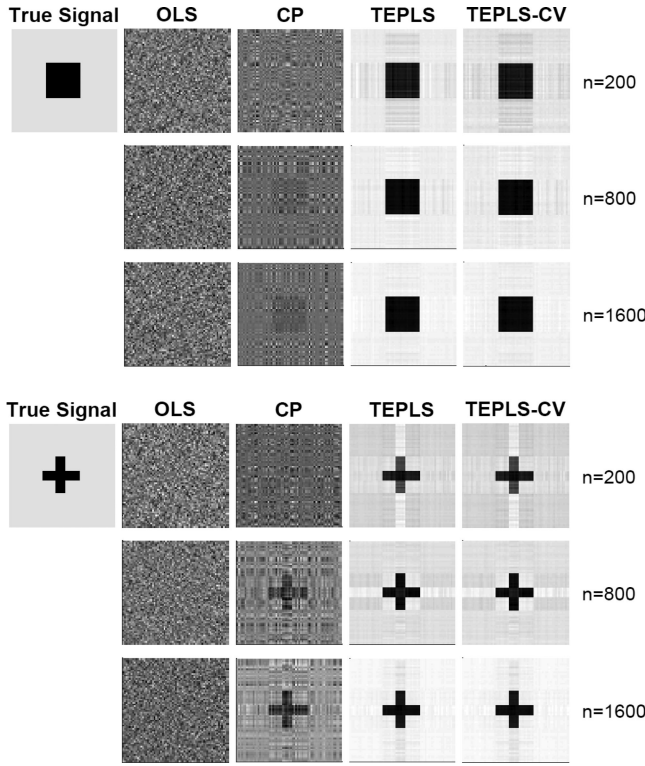 True Signal OLS CP TEPLS TEPLS-CV
n=200
n=800
n=1600
True Signal OLS CP TEPLS TEPLS-CV
n=200
n=800
n=1600